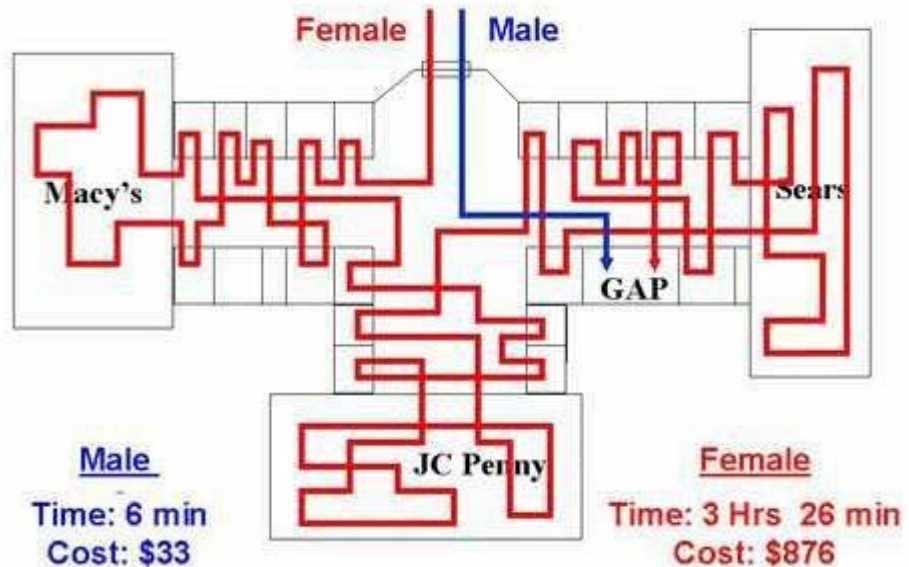 Female
Male
Macy's
Sears
GAP
JC Penny
Male
Time: 6 min
Cost: $33
Female
Time: 3 Hrs 26 min
Cost: $876